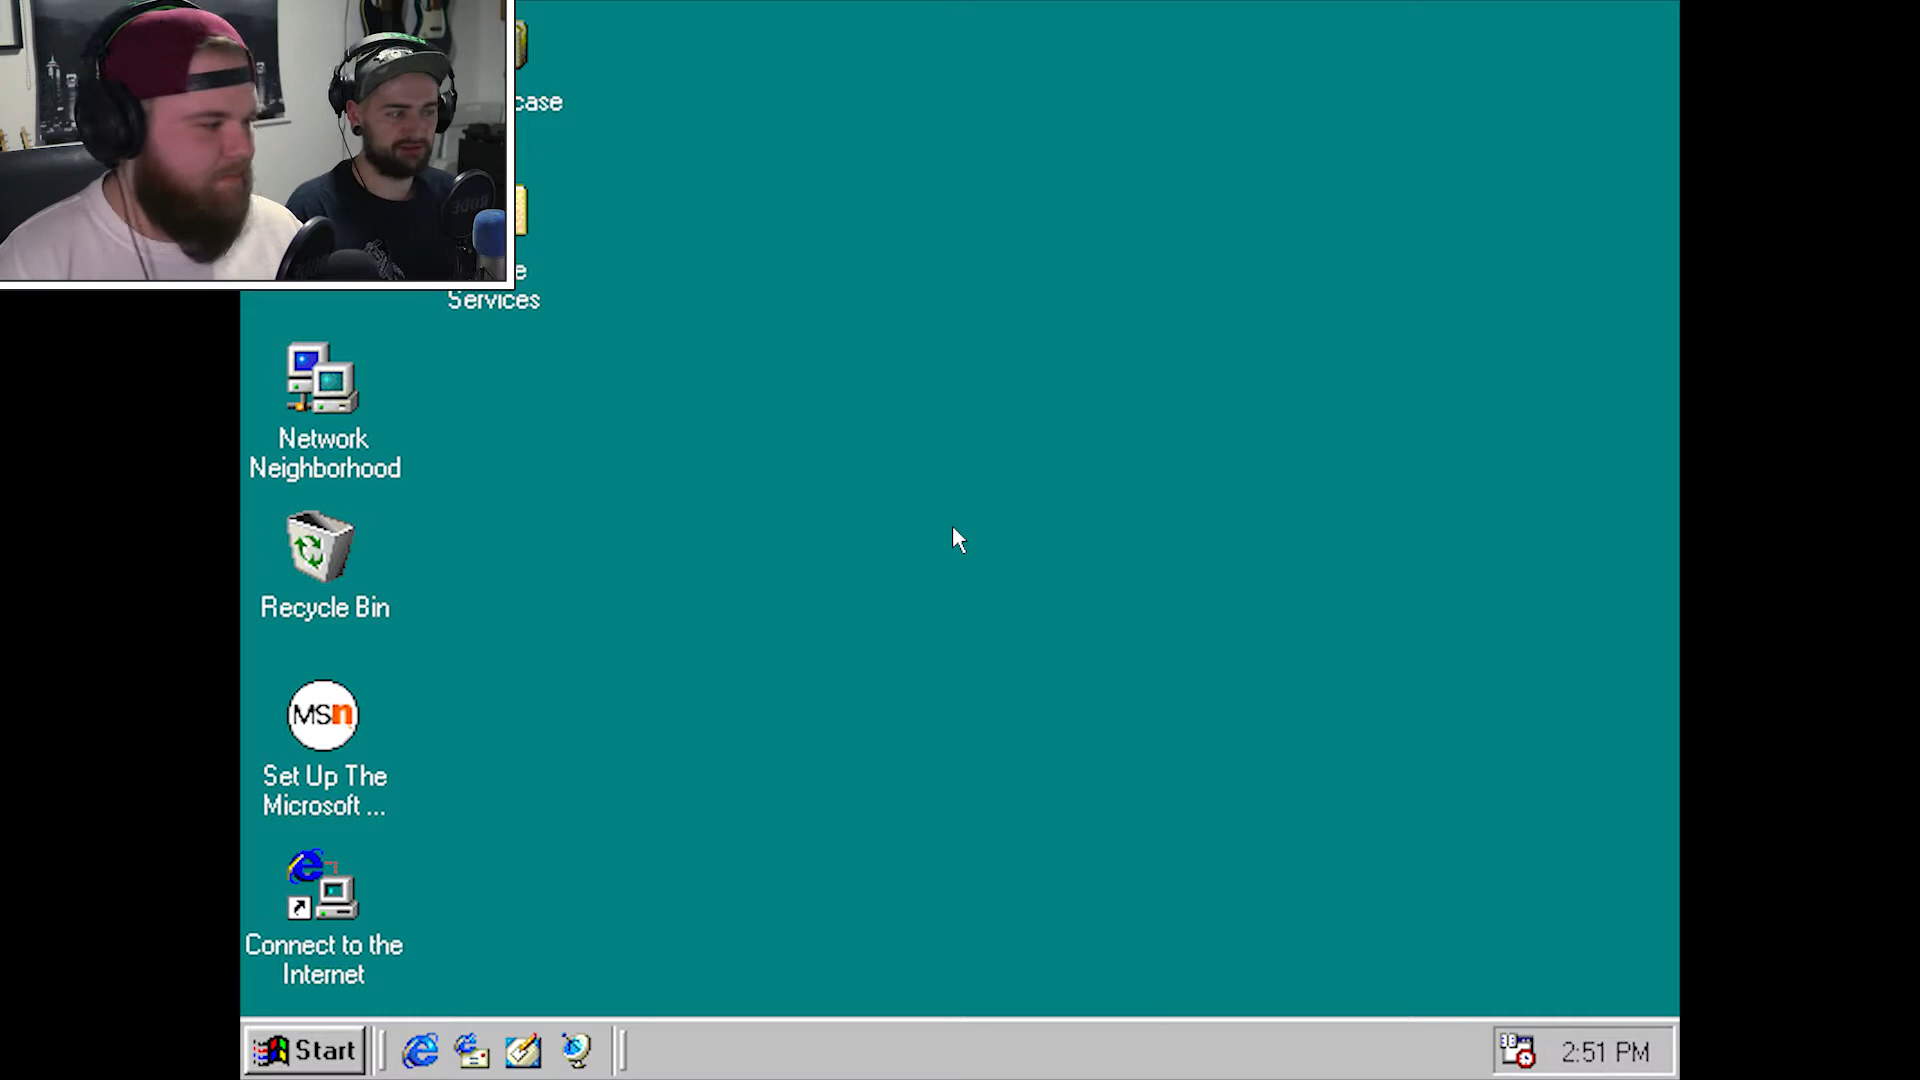 case
e
Services
Network
Neighborhood
Recycle Bin
MSn
Set Up The
Microsoft ...
Connect to the
Internet
Start
2:51 PM